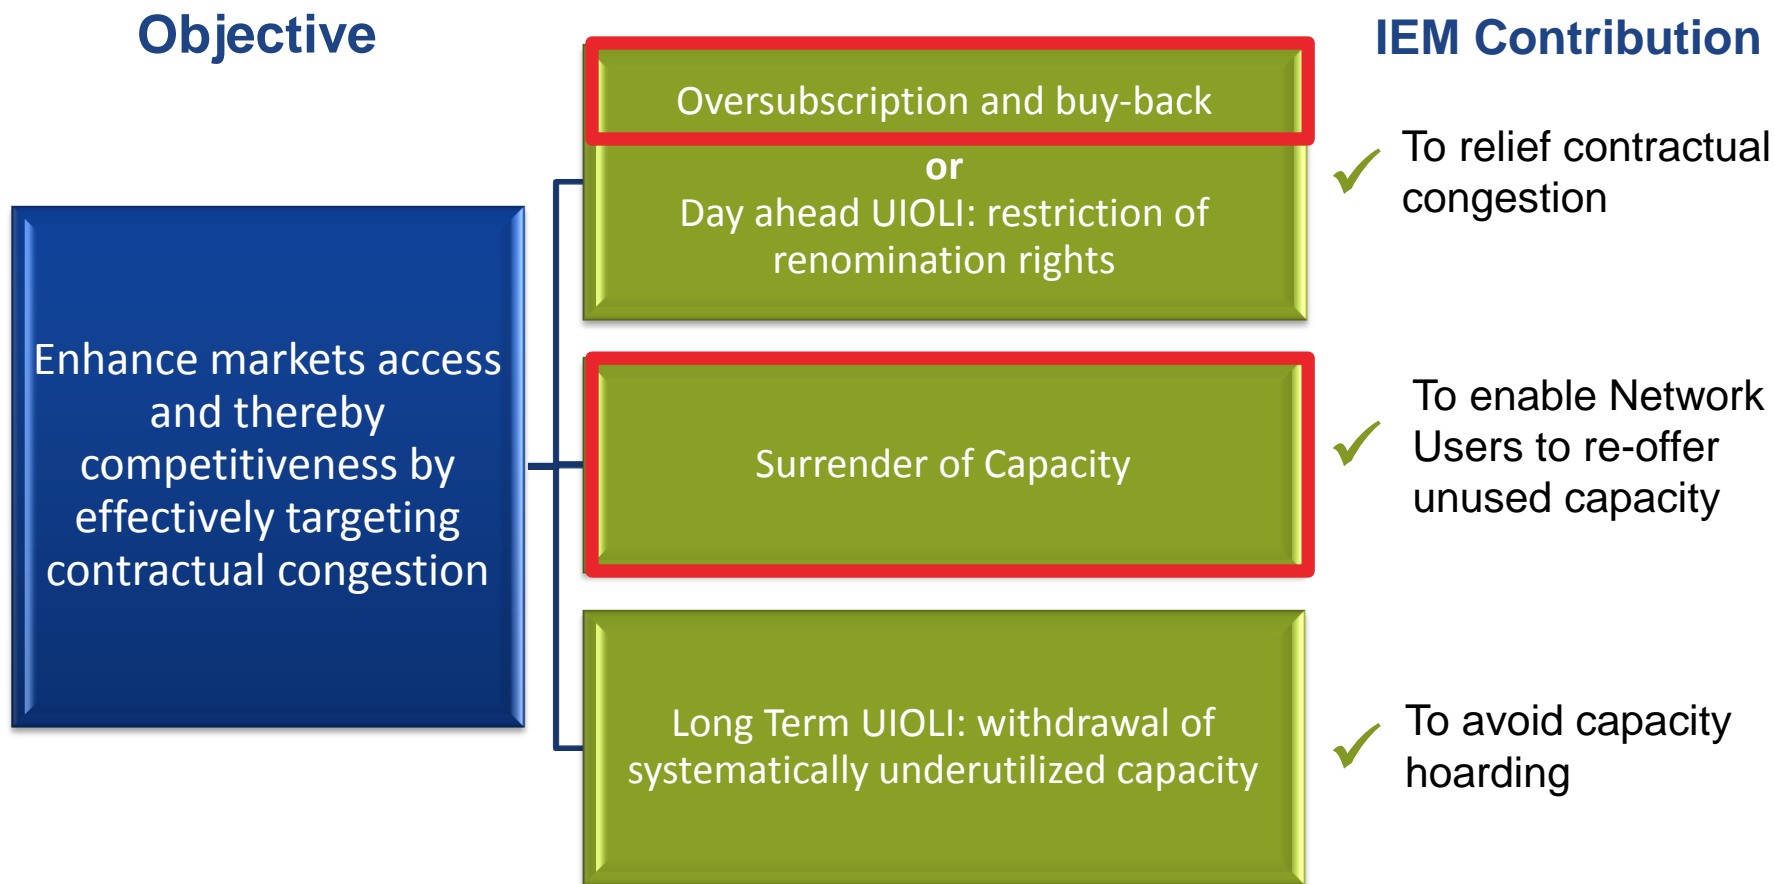 Objective
IEM Contribution
Enhance markets access
and thereby
competitiveness by
effectively targeting
contractual congestion
Oversubscription and buy-back
or
Day ahead UIOLI: restriction of
renomination rights
To relief contractual
congestion
Surrender of Capacity
To enable Network
Users to re-offer
unused capacity
Long Term UIOLI: withdrawal of
systematically underutilized capacity
To avoid capacity
hoarding